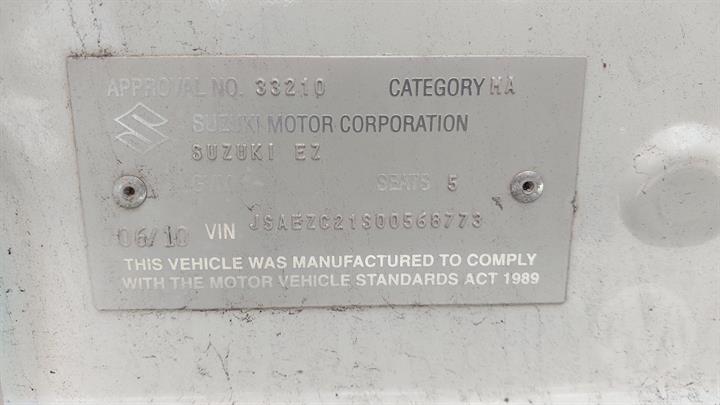 APPROVAL NO. 33210 CATEGORY MA
SUZUKI MOTOR CORPORATION
SUZUKI EZ
SEATS 5
06/10 VIN JSAEZC21S00568773
THIS VEHICLE WAS MANUFACTURED TO COMPLY
WITH THE MOTOR VEHICLE STANDARDS ACT 1989